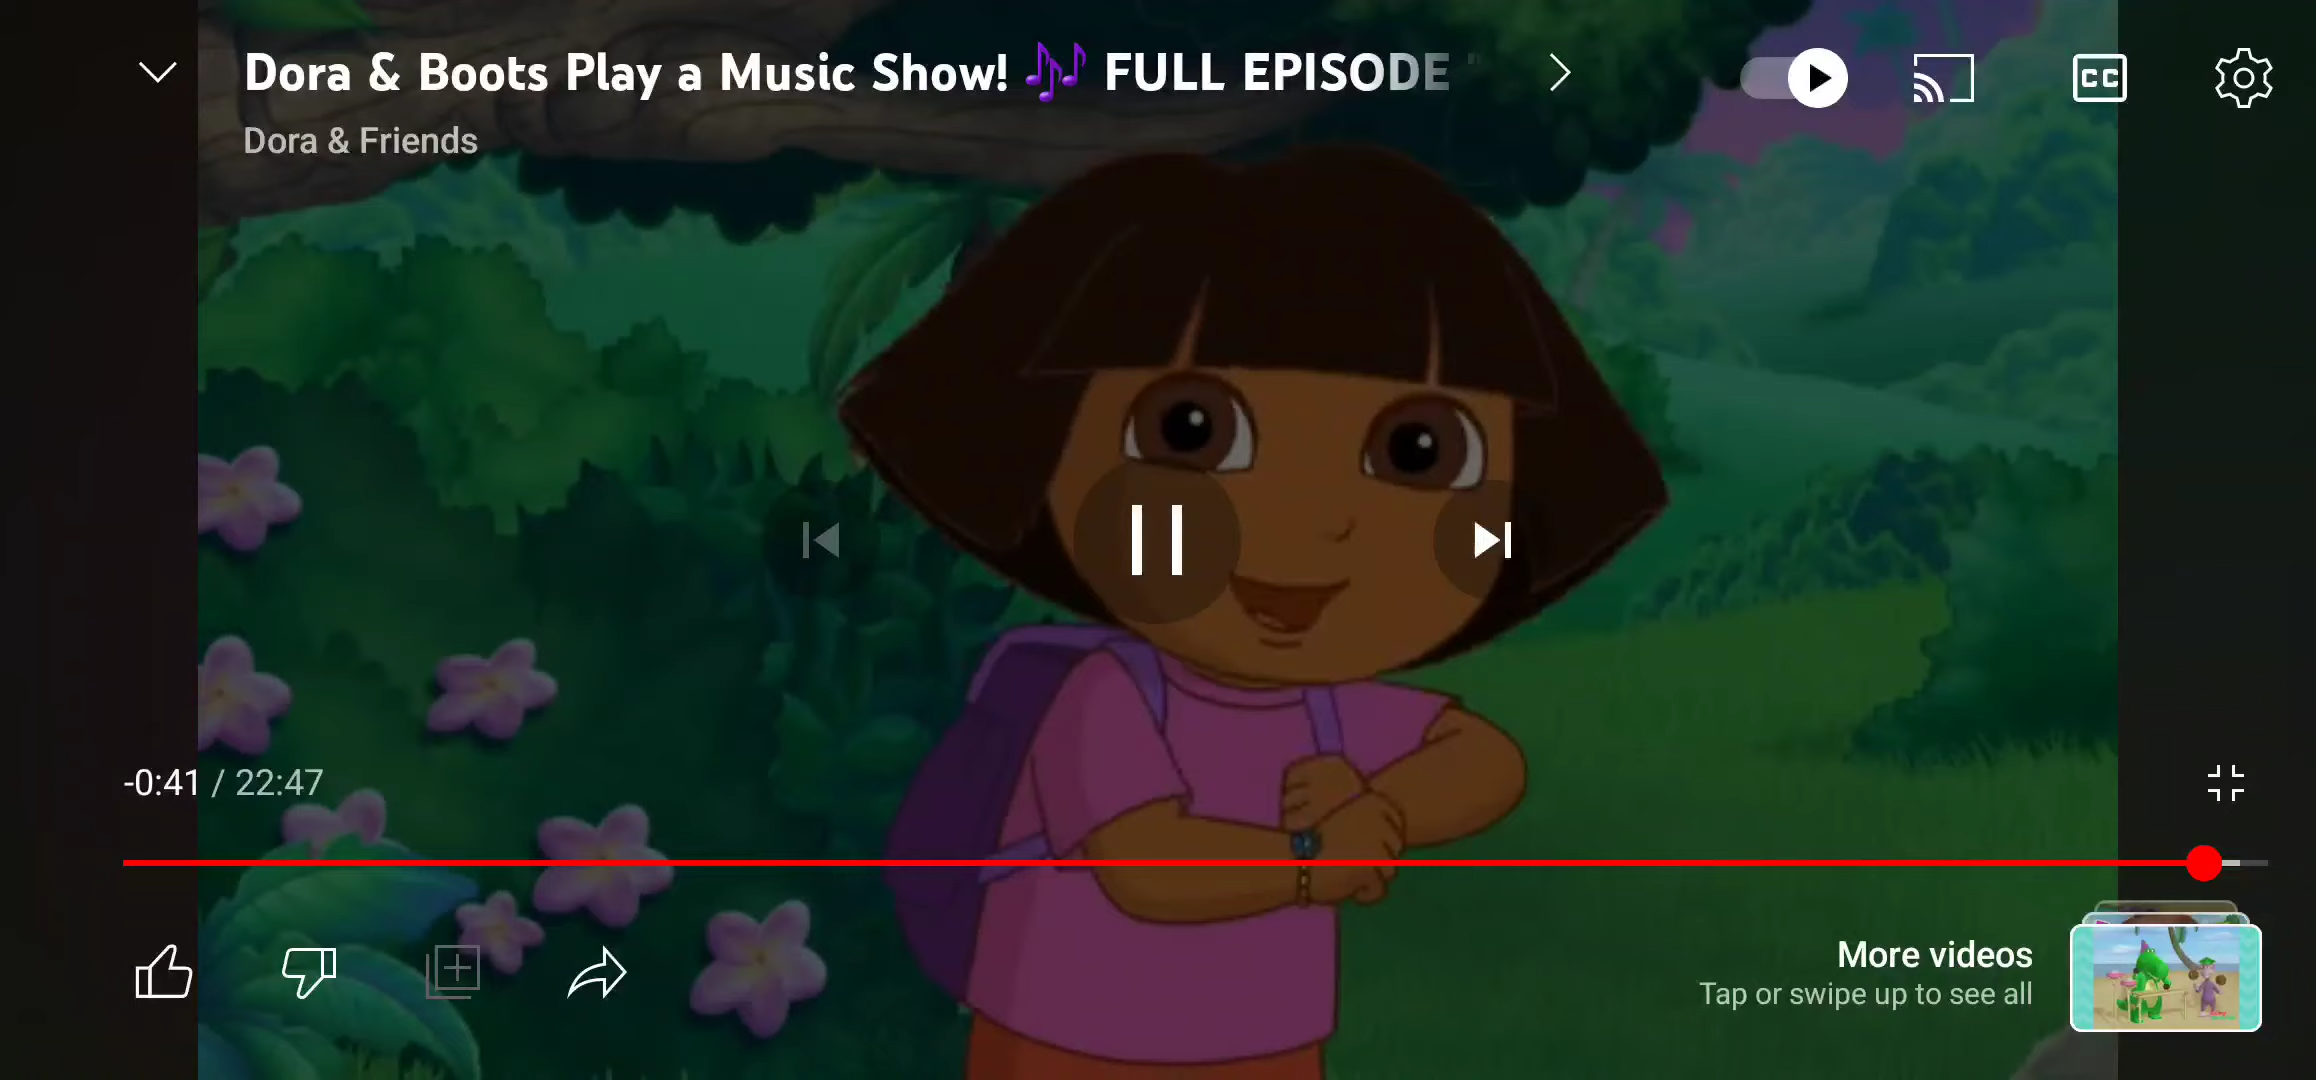 Dora & Boots Play a Music Show! 🎶 FULL EPISODE "
Dora & Friends
CC
-0:41 / 22:47
More videos
Tap or swipe up to see all